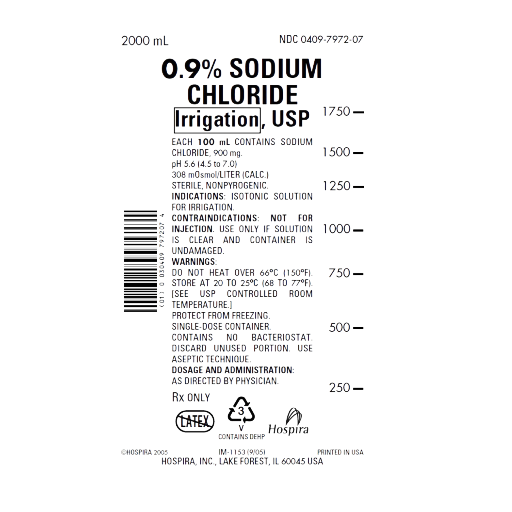 2000 mL
NDC 0409-7972-07
0.9% SODIUM
CHLORIDE
Irrigation, USP
EACH 100 mL CONTAINS SODIUM
CHLORIDE, 900 mg.
pH 5.6 (4.5 to 7.0)
308 mOsmol/LITER (CALC.)
STERILE, NONPYROGENIC.
INDICATIONS: ISOTONIC SOLUTION
FOR IRRIGATION.
CONTRAINDICATIONS: NOT FOR
INJECTION. USE ONLY IF SOLUTION
IS CLEAR AND CONTAINER IS
UNDAMAGED.
WARNINGS.
DO NOT HEAT OVER 66°C (150°F).
STORE AT 20 TO 25°C (68 TO 77°F).
[SEE USP CONTROLLED ROOM
TEMPERATURE.]
PROTECT FROM FREEZING.
SINGLE-DOSE CONTAINER.
CONTAINS NO BACTERIOSTAT.
DISCARD UNUSED PORTION. USE
ASEPTIC TECHNIQUE.
DOSAGE AND ADMINISTRATION:
AS DIRECTED BY PHYSICIAN.
Rx ONLY
1750
1500
1250
1000
750
500
250
(01) 0 030409 797207 4
LATEX
3
V
CONTAINS DEHP
Hospira
©HOSPIRA 2005
IM-1153 (9/05)
PRINTED IN USA
HOSPIRA, INC., LAKE FOREST, IL 60045 USA